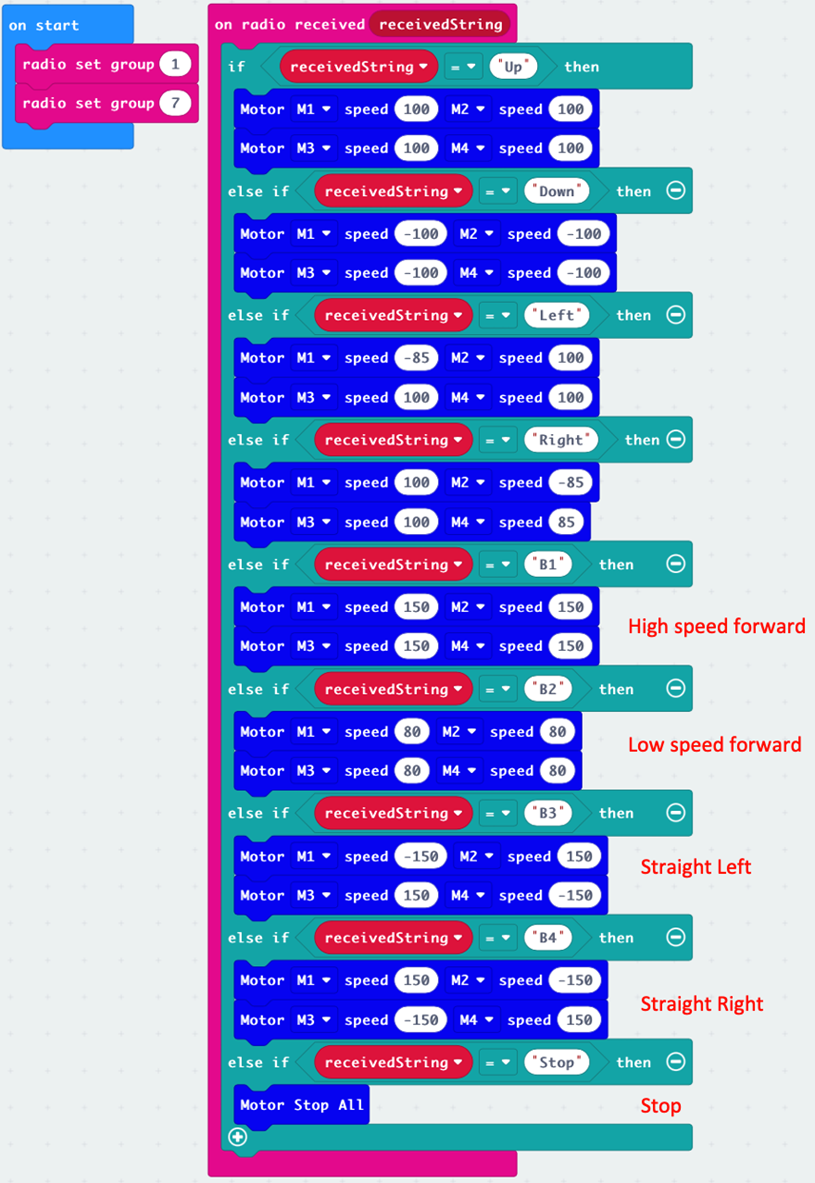 on start
radio set group 1
radio set group 7
on radio received receivedString
if receivedString = "Up" then
Motor M1 speed 100 M2 speed 100
Motor M3 speed 100 M4 speed 100
else if receivedString = "Down" then
Motor M1 speed -100 M2 speed -100
Motor M3 speed -100 M4 speed -100
else if receivedString = "Left" then
Motor M1 speed -85 M2 speed 100
Motor M3 speed 100 M4 speed 100
else if receivedString = "Right" then
Motor M1 speed 100 M2 speed -85
Motor M3 speed 100 M4 speed 85
else if receivedString = "B1" then
Motor M1 speed 150 M2 speed 150
High speed forward
Motor M3 speed 150 M4 speed 150
else if receivedString = "B2" then
Motor M1 speed 80 M2 speed 80
Low speed forward
Motor M3 speed 80 M4 speed 80
else if receivedString = "B3" then
Motor M1 speed -150 M2 speed 150
Straight Left
Motor M3 speed 150 M4 speed -150
else if receivedString = "B4" then
Motor M1 speed 150 M2 speed -150
Straight Right
Motor M3 speed -150 M4 speed 150
else if receivedString = "Stop" then
Motor Stop All
Stop